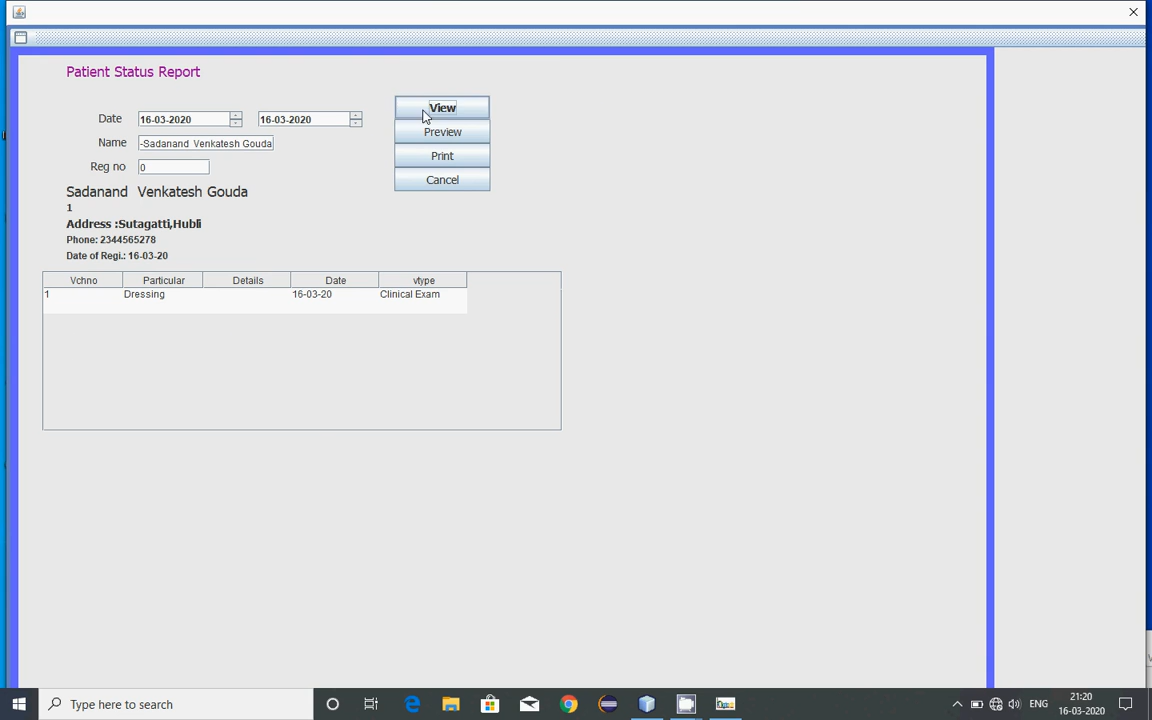 Patient Status Report
Date 16-03-2020 16-03-2020
View
Preview
Name -Sadanand Venkatesh Gouda
Print
Reg no 0
Cancel
Sadanand Venkatesh Gouda
1
Address :Sutagatti,Hubli
Phone: 2344565278
Date of Regi.: 16-03-20
Vchno Particular Details Date vtype
1 Dressing 16-03-20 Clinical Exam
Type here to search
ENG
21:20
16-03-2020